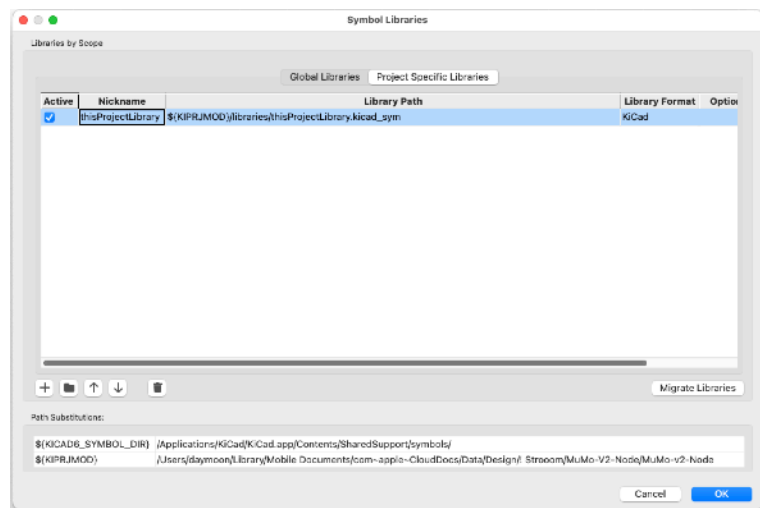 Symbol Libraries
Libraries by Scope
Global Libraries Project Specific Libraries
Active Nickname Library Path Library Format Option
thisProjectLibrary ${KIPRJMOD}/libraries/thisProjectLibrary.kicad_sym KiCad
Migrate Libraries
Path Substitutions:
${KICAD6_SYMBOL_DIR} /Applications/KiCad/KiCad.app/Contents/SharedSupport/symbols/
${KIPRJMOD} /Users/daymoon/Library/Mobile Documents/com~apple~CloudDocs/Data/Design/ Strooom/MuMo-V2-Node/MuMo-v2-Node
Cancel OK